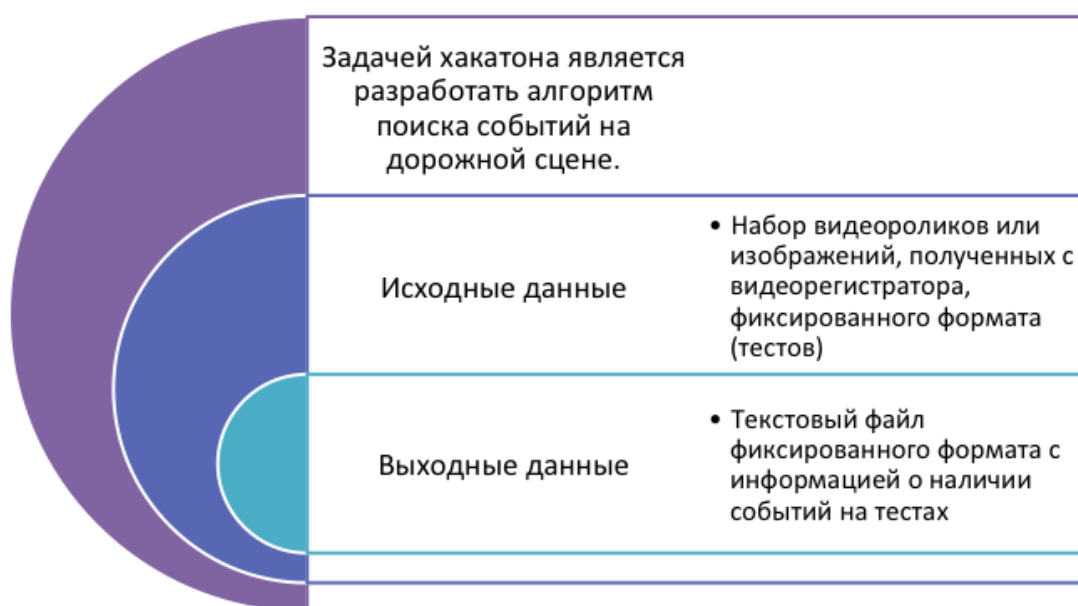 Задачей хакатона является
разработать алгоритм
поиска событий на
дорожной сцене.
Исходные данные
• Набор видеороликов или
изображений, полученных с
видеорегистратора,
фиксированного формата
(тестов)
Выходные данные
• Текстовый файл
фиксированного формата с
информацией о наличии
событий на тестах